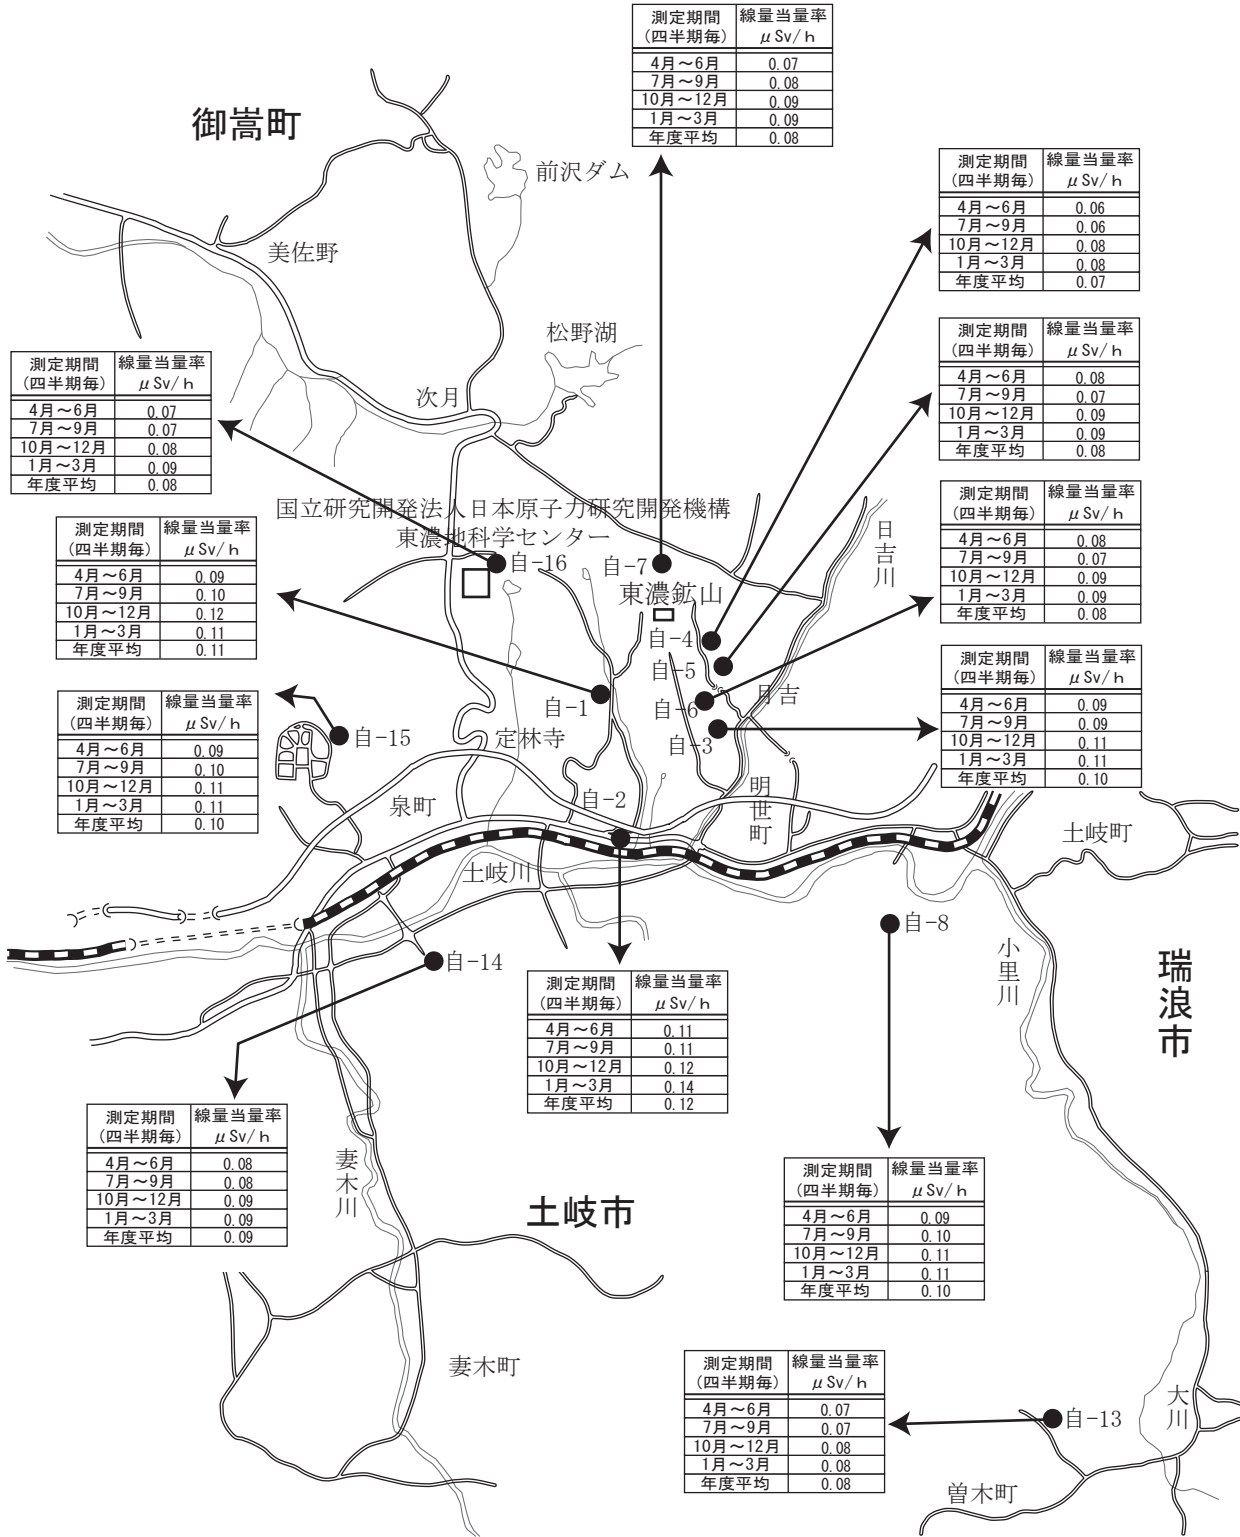 測定期間 線量当量率
(四半期毎) μSv/h
4月～6月 0.07
7月～9月 0.08
10月～12月 0.09
1月～3月 0.09
年度平均 0.08
御嵩町
前沢ダム
測定期間 線量当量率
(四半期毎) μSv/h
4月～6月 0.06
7月～9月 0.06
10月～12月 0.08
1月～3月 0.08
年度平均 0.07
美佐野
松野湖
測定期間 線量当量率
(四半期毎) μSv/h
4月～6月 0.08
7月～9月 0.07
10月～12月 0.09
1月～3月 0.09
年度平均 0.08
測定期間 線量当量率
(四半期毎) μSv/h
4月～6月 0.07
7月～9月 0.07
10月～12月 0.08
1月～3月 0.09
年度平均 0.08
次月
国立研究開発法人日本原子力研究開発機構
東濃地科学センター
日吉川
測定期間 線量当量率
(四半期毎) μSv/h
4月～6月 0.08
7月～9月 0.07
10月～12月 0.09
1月～3月 0.09
年度平均 0.08
測定期間 線量当量率
(四半期毎) μSv/h
4月～6月 0.09
7月～9月 0.10
10月～12月 0.12
1月～3月 0.11
年度平均 0.11
自-16
自-7
東濃鉱山
自-4
自-5
自-6
日吉
自-1
自-3
測定期間 線量当量率
(四半期毎) μSv/h
4月～6月 0.09
7月～9月 0.09
10月～12月 0.11
1月～3月 0.11
年度平均 0.10
測定期間 線量当量率
(四半期毎) μSv/h
4月～6月 0.09
7月～9月 0.10
10月～12月 0.11
1月～3月 0.11
年度平均 0.10
自-15
定林寺
泉町
自-2
明世町
土岐町
土岐川
自-8
自-14
小里川
瑞浪市
測定期間 線量当量率
(四半期毎) μSv/h
4月～6月 0.11
7月～9月 0.11
10月～12月 0.12
1月～3月 0.14
年度平均 0.12
測定期間 線量当量率
(四半期毎) μSv/h
4月～6月 0.08
7月～9月 0.08
10月～12月 0.09
1月～3月 0.09
年度平均 0.09
妻木川
土岐市
測定期間 線量当量率
(四半期毎) μSv/h
4月～6月 0.09
7月～9月 0.10
10月～12月 0.11
1月～3月 0.11
年度平均 0.10
妻木町
測定期間 線量当量率
(四半期毎) μSv/h
4月～6月 0.07
7月～9月 0.07
10月～12月 0.08
1月～3月 0.08
年度平均 0.08
自-13
大川
曽木町